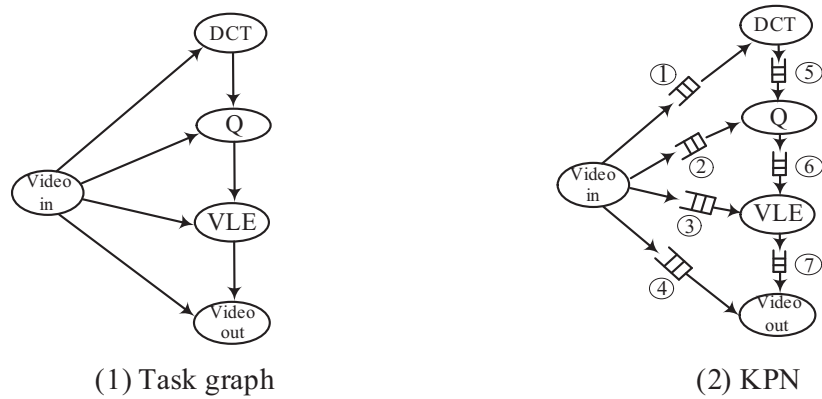 DCT
Q
Video
in
VLE
Video
out
(1) Task graph
DCT
①
⑤
Q
②
⑥
Video
in
③
VLE
④
⑦
Video
out
(2) KPN